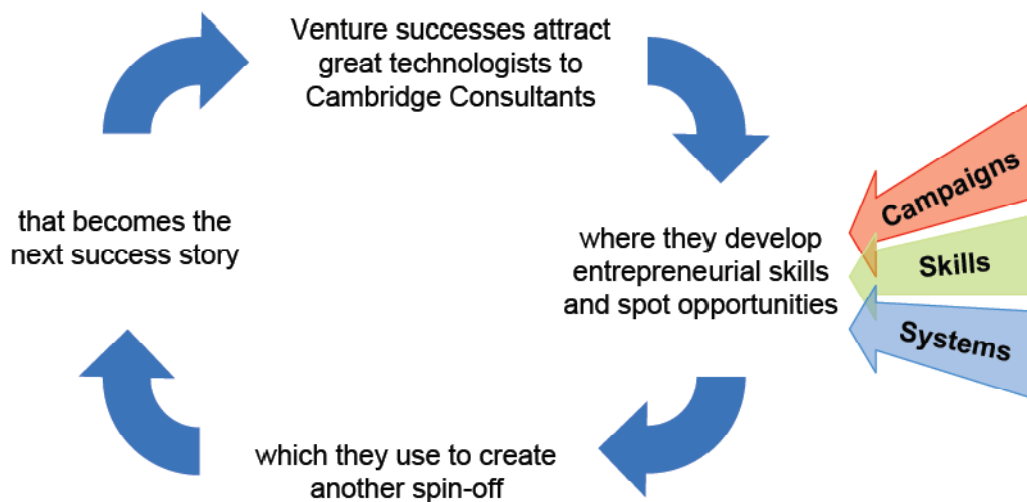 Venture successes attract
great technologists to
Cambridge Consultants
where they develop
entrepreneurial skills
and spot opportunities
Campaigns
Skills
Systems
which they use to create
another spin-off
that becomes the
next success story